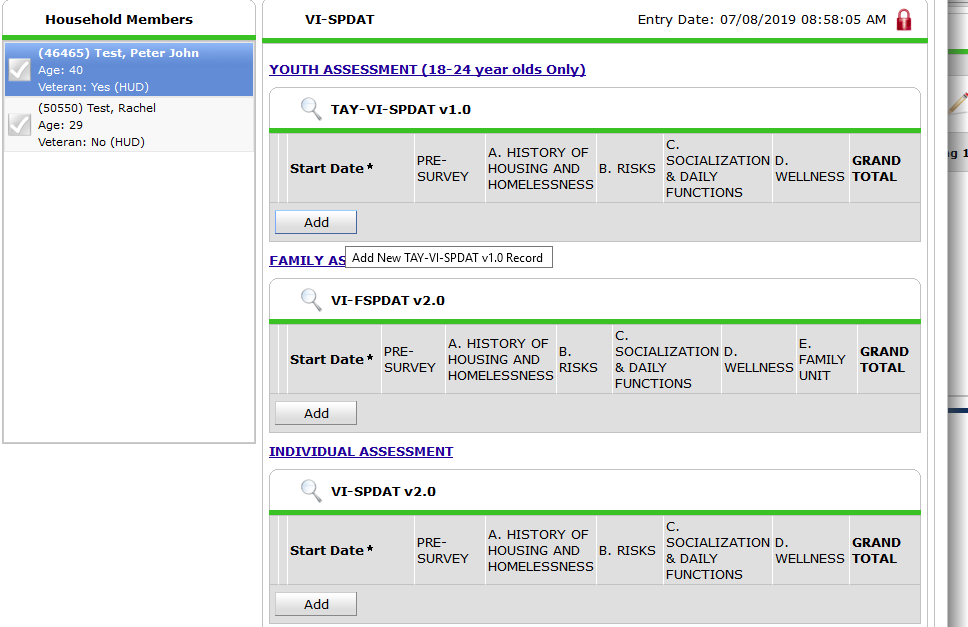 Household Members
(46465) Test, Peter John
Age: 40
Veteran: Yes (HUD)
(50550) Test, Rachel
Age: 29
Veteran: No (HUD)
VI-SPDAT
Entry Date: 07/08/2019 08:58:05 AM
YOUTH ASSESSMENT (18-24 year olds Only)
TAY-VI-SPDAT v1.0
Start Date *
PRE-
SURVEY
A. HISTORY OF
HOUSING AND
HOMELESSNESS
B. RISKS
C.
SOCIALIZATION
& DAILY
FUNCTIONS
D.
WELLNESS
GRAND
TOTAL
Add
Add New TAY-VI-SPDAT v1.0 Record
FAMILY AS
VI-FSPDAT v2.0
Start Date *
PRE-
SURVEY
A. HISTORY OF
HOUSING AND
HOMELESSNESS
B.
RISKS
C.
SOCIALIZATION
& DAILY
FUNCTIONS
D.
WELLNESS
E.
FAMILY
UNIT
GRAND
TOTAL
Add
INDIVIDUAL ASSESSMENT
VI-SPDAT v2.0
Start Date *
PRE-
SURVEY
A. HISTORY OF
HOUSING AND
HOMELESSNESS
B. RISKS
C.
SOCIALIZATION
& DAILY
FUNCTIONS
D.
WELLNESS
GRAND
TOTAL
Add